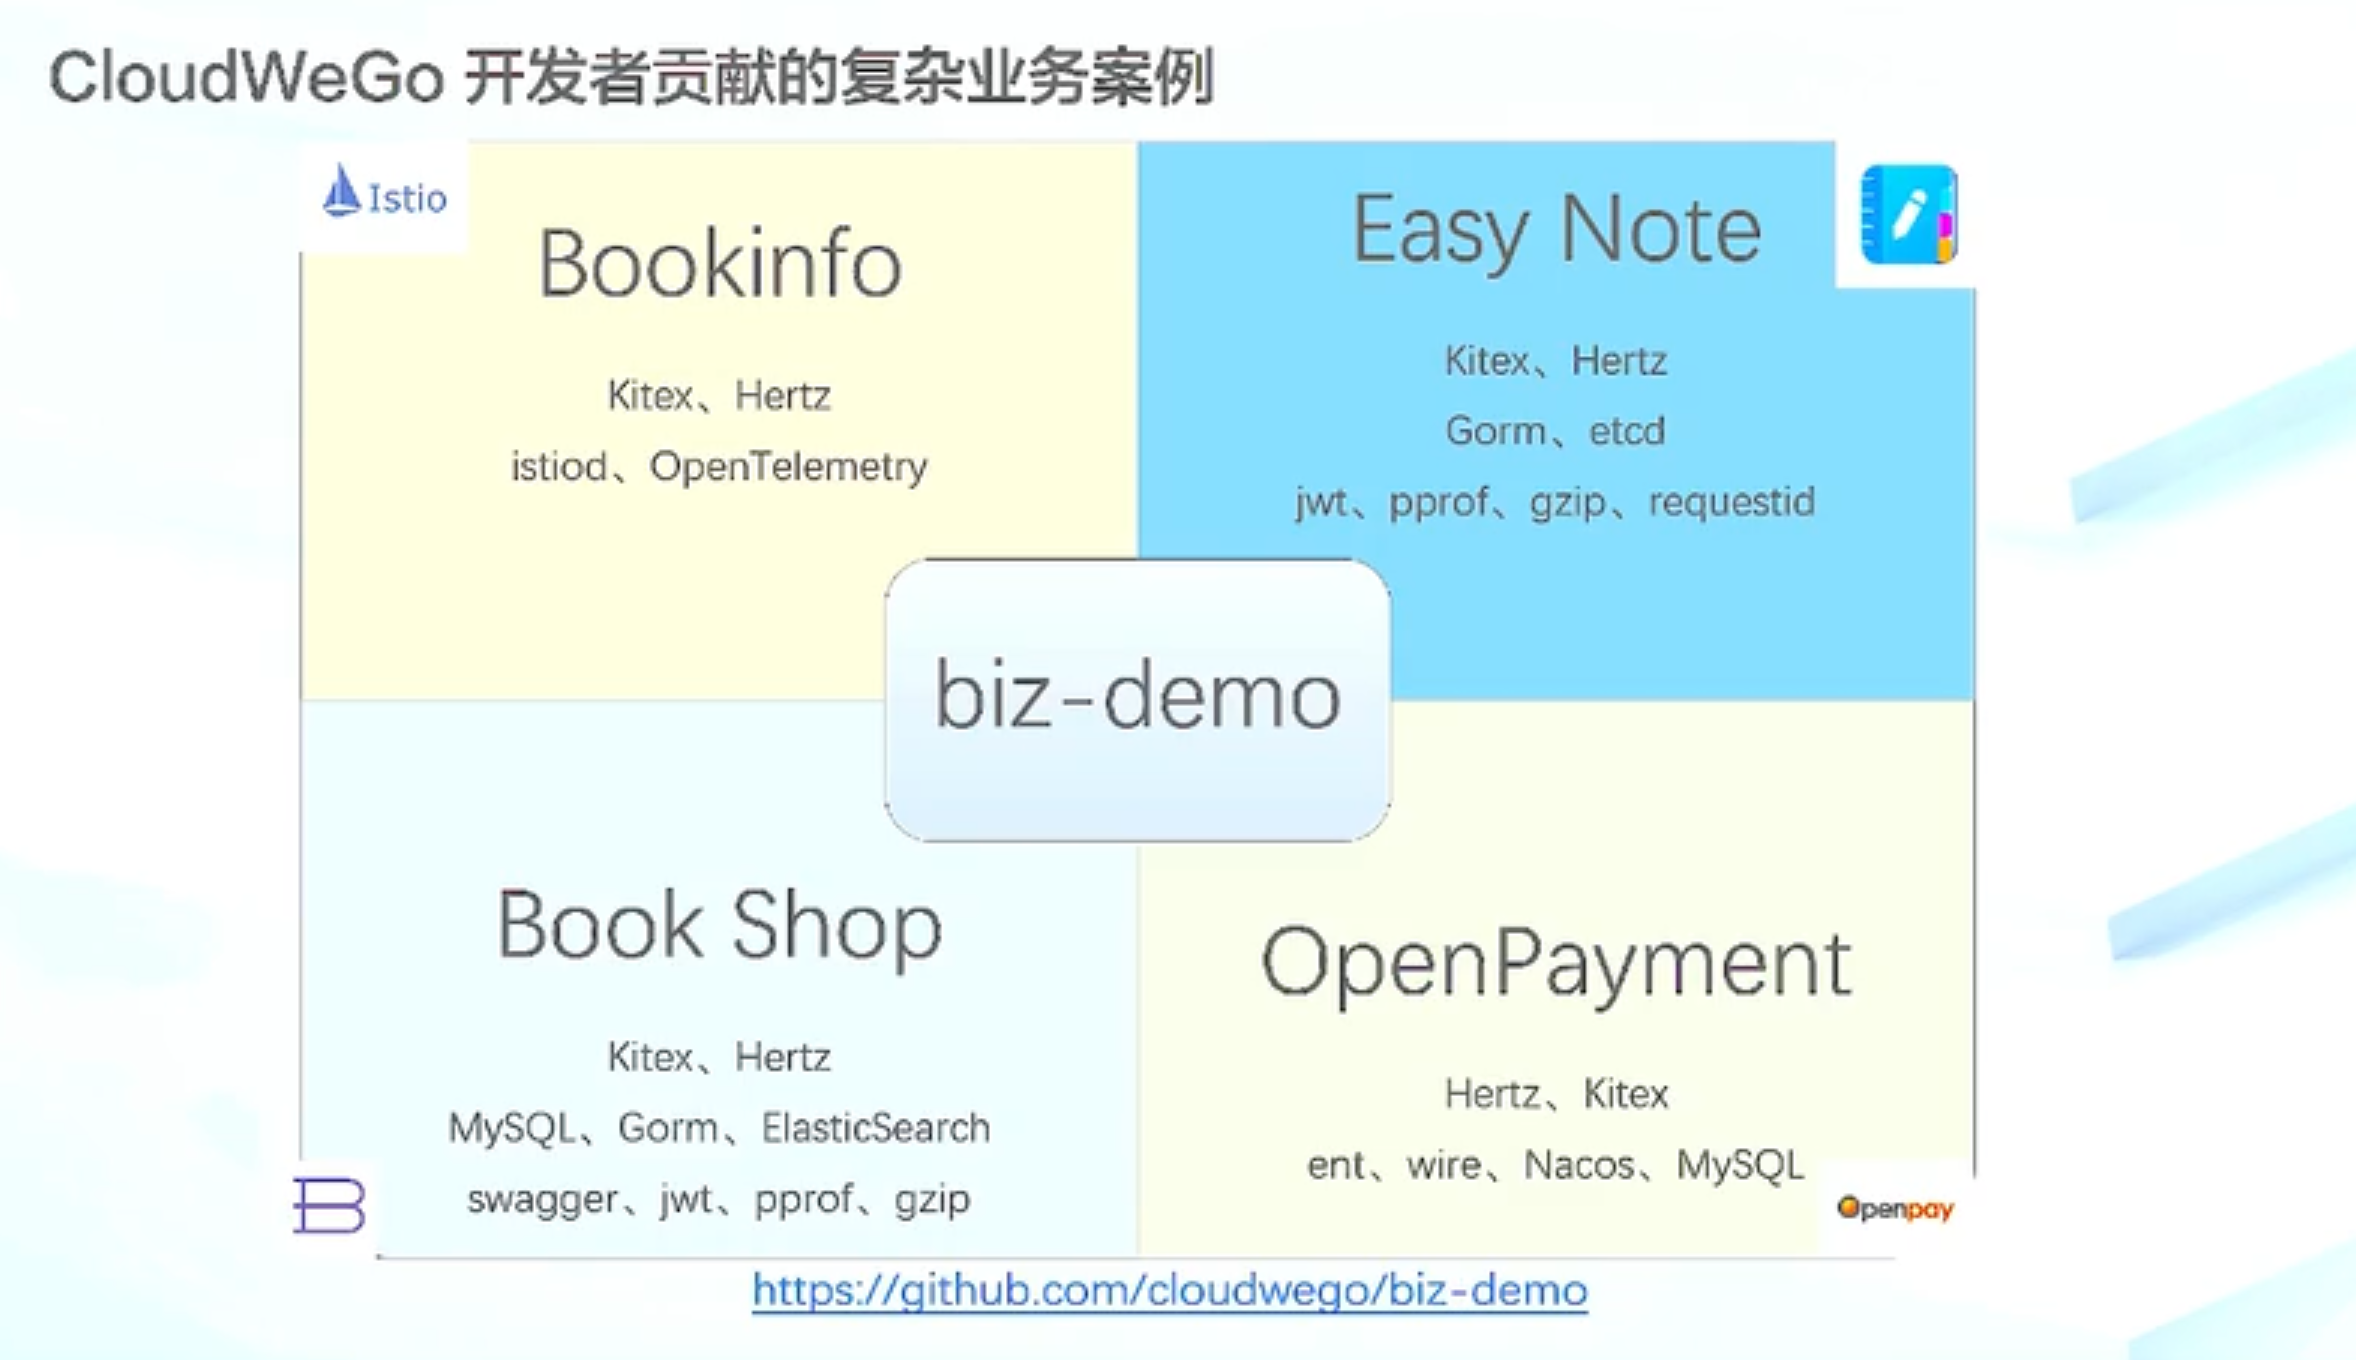 CloudWeGo 开发者贡献的复杂业务案例
Istio
Bookinfo
Kitex、Hertz
istiod、OpenTelemetry
Easy Note
Kitex、Hertz
Gorm、etcd
jwt、pprof、gzip、requestid
biz-demo
Book Shop
Kitex、Hertz
MySQL、Gorm、ElasticSearch
swagger、jwt、pprof、gzip
B
OpenPayment
Hertz、Kitex
ent、wire、Nacos、MySQL
Openpay
https://github.com/cloudwego/biz-demo